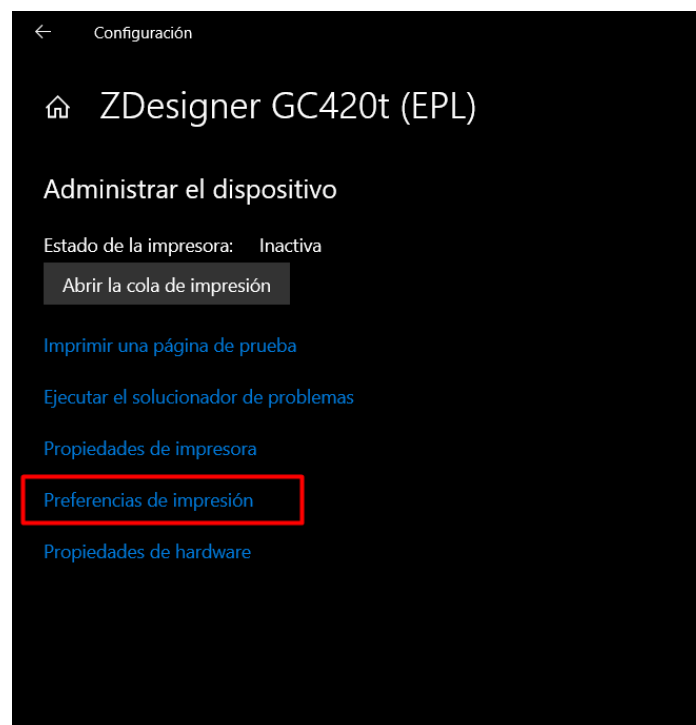 Configuración
ZDesigner GC420t (EPL)
Administrar el dispositivo
Estado de la impresora: Inactiva
Abrir la cola de impresión
Imprimir una página de prueba
Ejecutar el solucionador de problemas
Propiedades de impresora
Preferencias de impresión
Propiedades de hardware